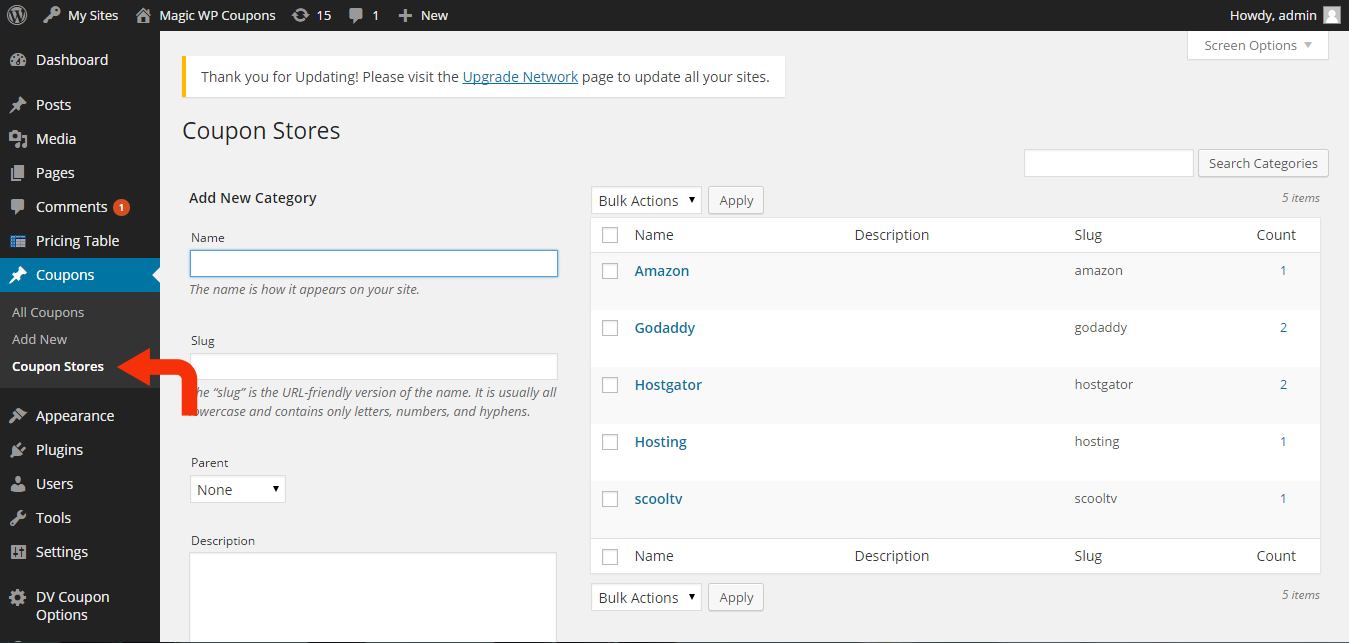 My Sites Magic WP Coupons 15 1 New Howdy, admin
Screen Options
Dashboard
Posts
Media
Pages
Comments 1
Pricing Table
Coupons
All Coupons
Add New
Coupon Stores
Appearance
Plugins
Users
Tools
Settings
DV Coupon
Options
Thank you for Updating! Please visit the Upgrade Network page to update all your sites.
Coupon Stores
Search Categories
Add New Category
Name
The name is how it appears on your site.
Slug
The “slug” is the URL-friendly version of the name. It is usually all
lowercase and contains only letters, numbers, and hyphens.
Parent
None
Description
Bulk Actions Apply 5 items
Name Description Slug Count
Amazon amazon 1
Godaddy godaddy 2
Hostgator hostgator 2
Hosting hosting 1
scooltv scooltv 1
Name Description Slug Count
Bulk Actions Apply 5 items